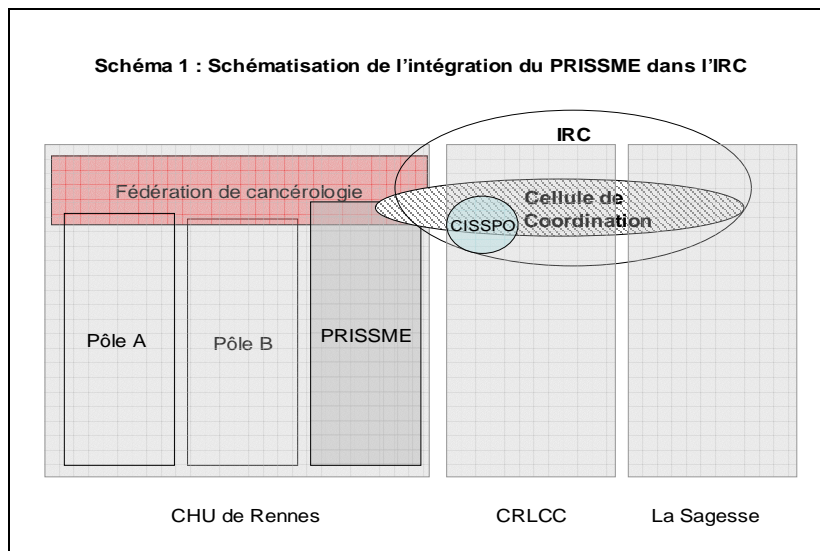 Schéma 1 : Schématisation de l'intégration du PRISSME dans l'IRC
IRC
Fédération de cancérologie
Cellule de
Coordination
CISSPO
Pôle A
Pôle B
PRISSME
CHU de Rennes
CRLCC
La Sagesse